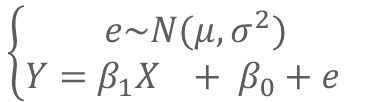 e~N(μ, σ²)
Y = β₁X + β₀ + e